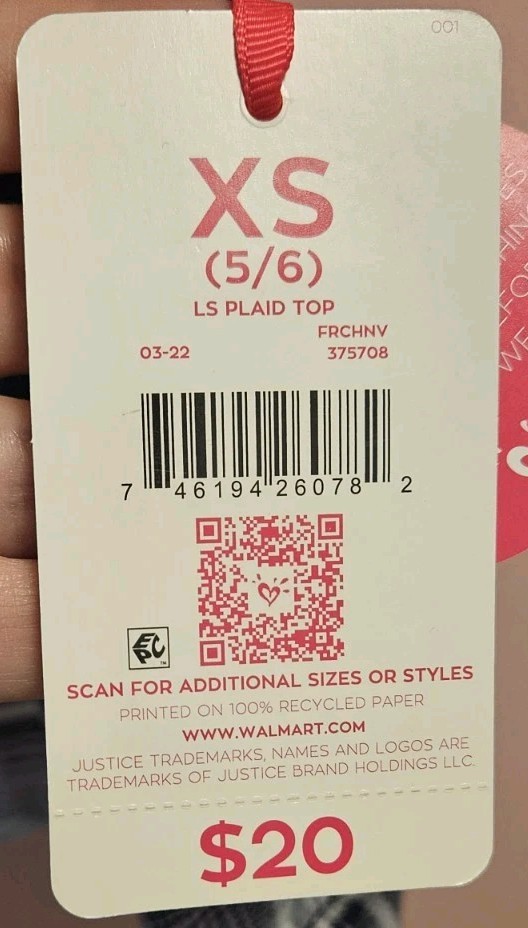 001
XS
(5/6)
LS PLAID TOP
FRCHNV
03-22 375708
7 46194 26078 2
EPC
™
SCAN FOR ADDITIONAL SIZES OR STYLES
PRINTED ON 100% RECYCLED PAPER
WWW.WALMART.COM
JUSTICE TRADEMARKS, NAMES AND LOGOS ARE
TRADEMARKS OF JUSTICE BRAND HOLDINGS LLC.
$20